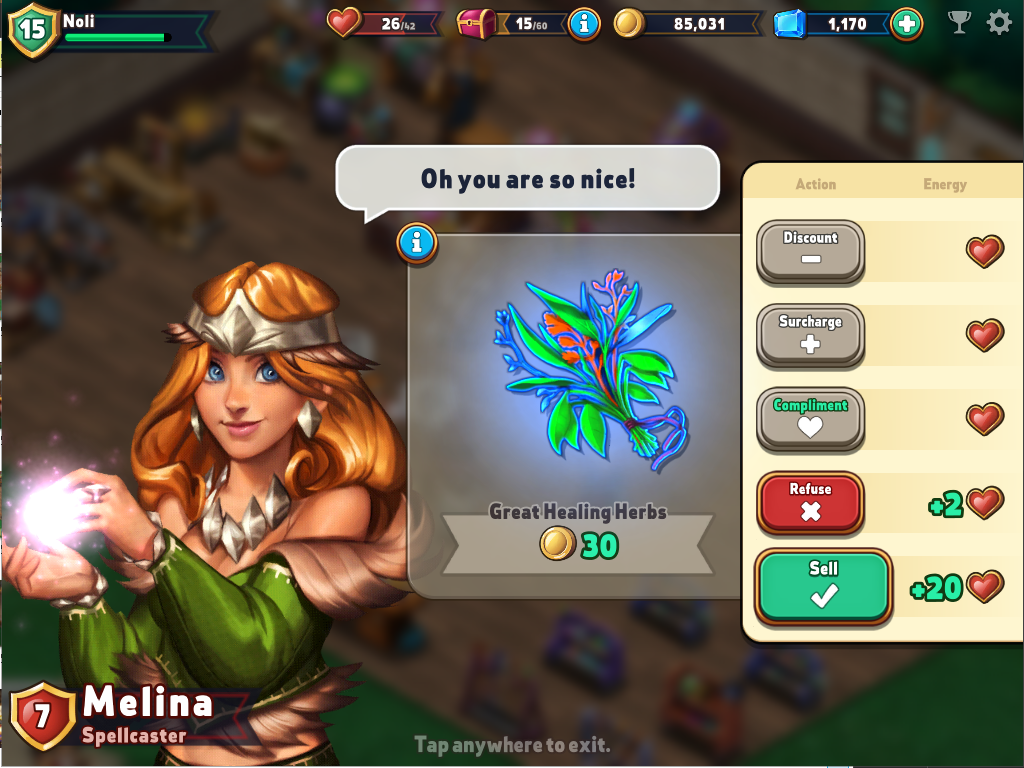 15
Noli
26/42
15/60
i
85,031
1,170
Oh you are so nice!
i
Action Energy
Discount
Surcharge
Compliment
Refuse
+2
Great Healing Herbs
30
Sell
+20
7
Melina
Spellcaster
Tap anywhere to exit.